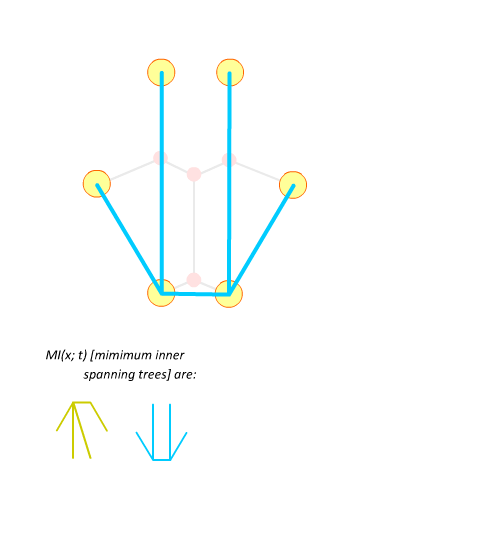 MI(x; t) [mimimum inner
spanning trees] are: